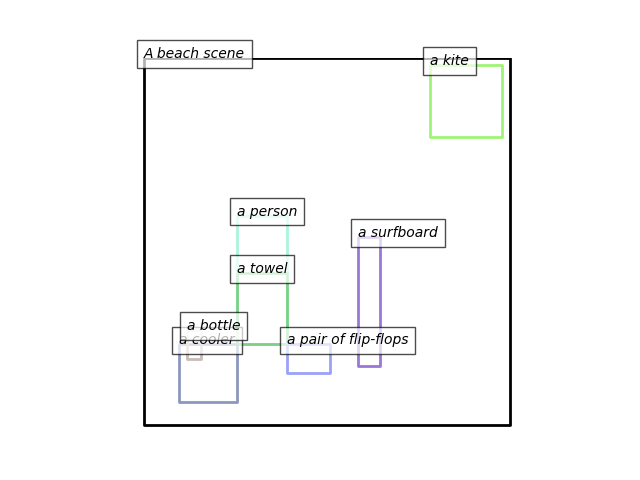 A beach scene
a kite
a person
a surfboard
a towel
a bottle
a cooler
a pair of flip-flops